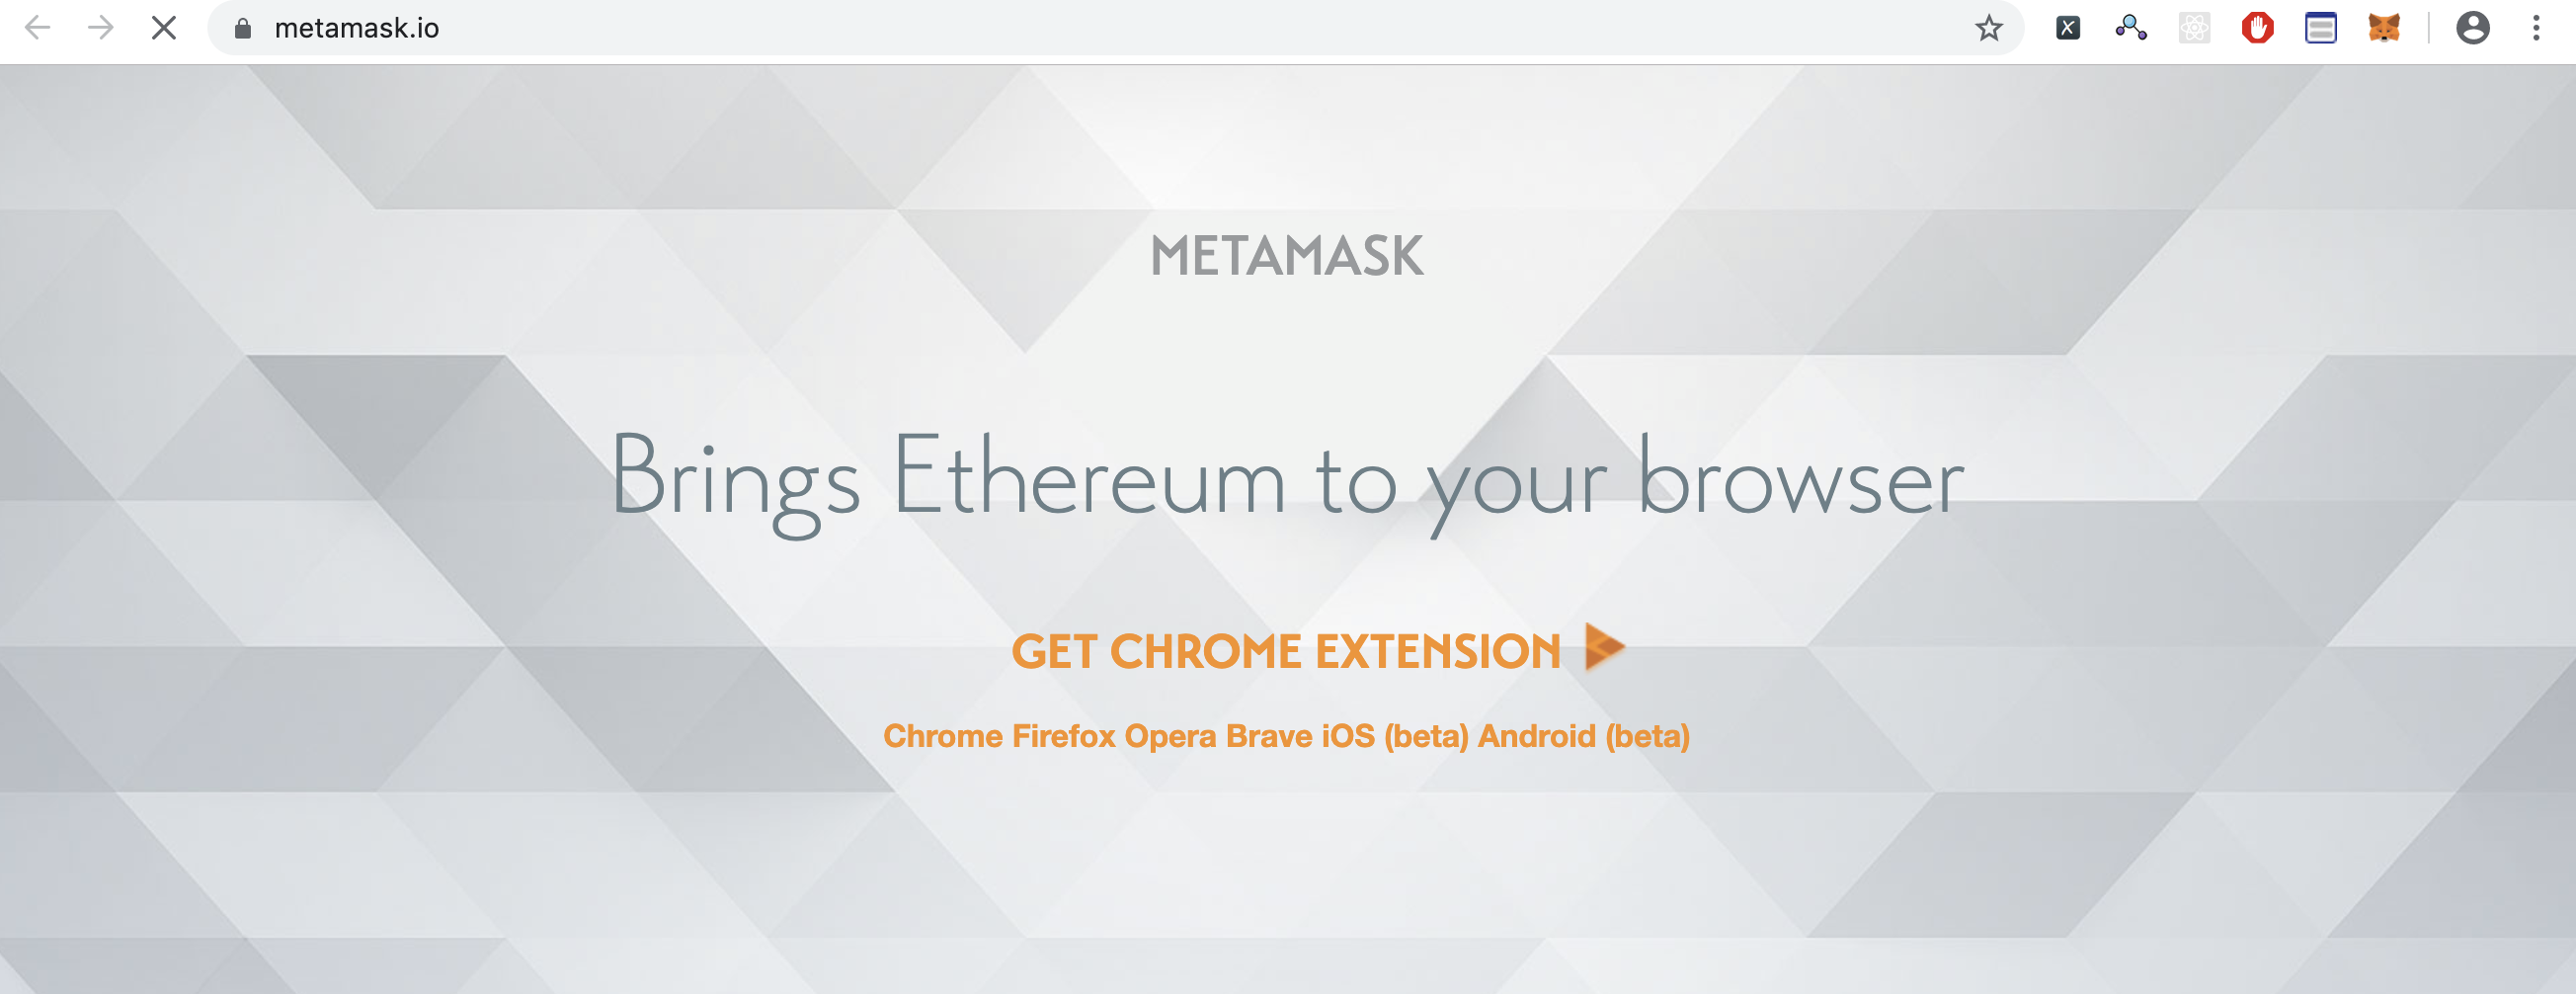 metamask.io
METAMASK
Brings Ethereum to your browser
GET CHROME EXTENSION
Chrome Firefox Opera Brave iOS (beta) Android (beta)